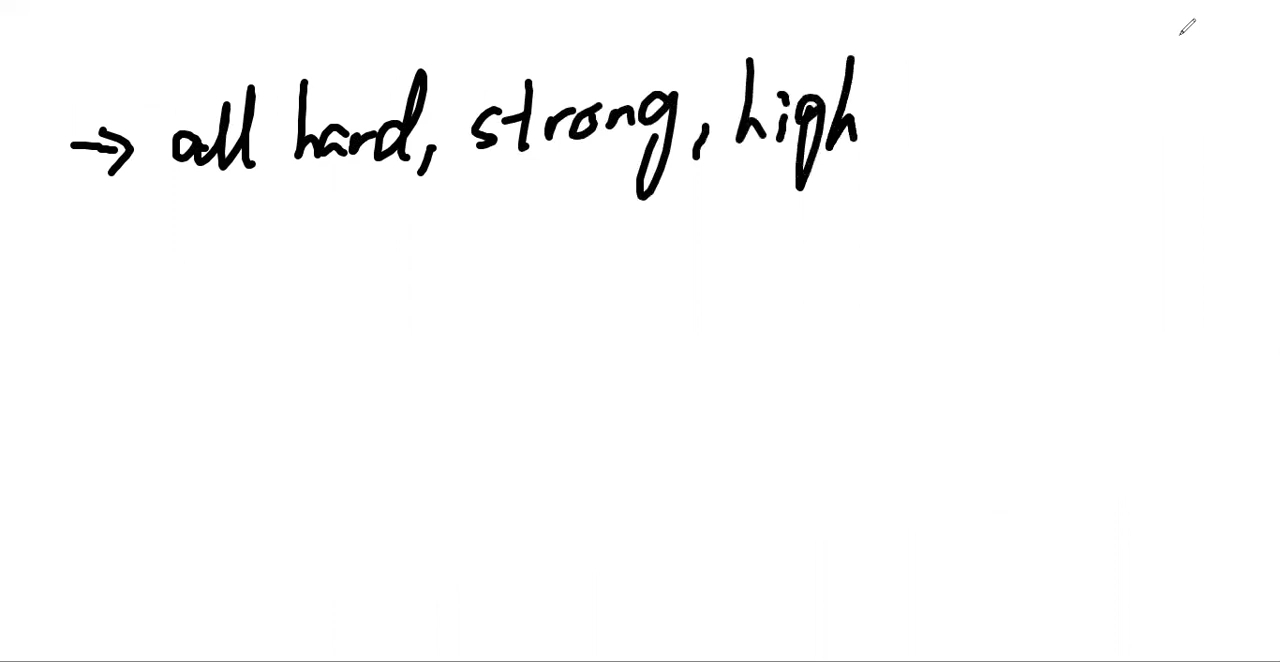 → all hard, strong, high